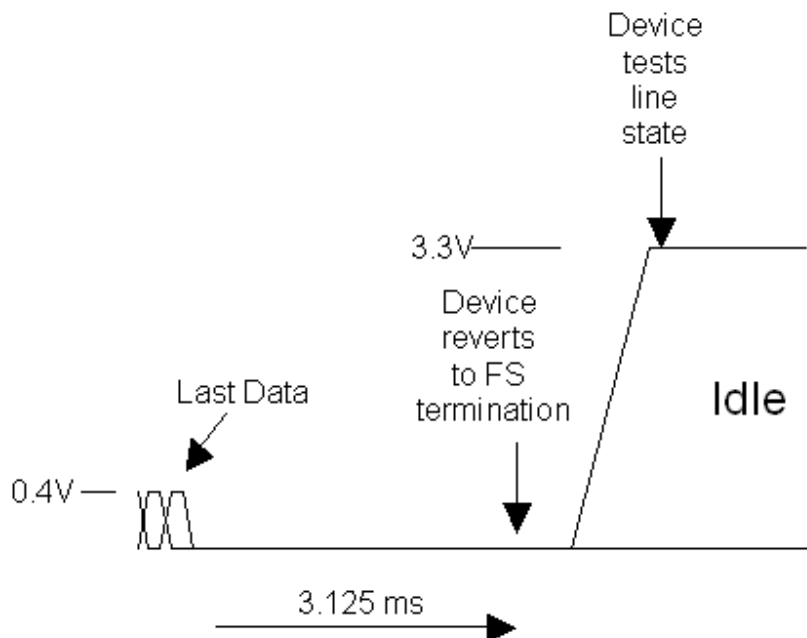 Device
tests
line
state
3.3V
Device
reverts
to FS
termination
Idle
Last Data
0.4V
3.125 ms